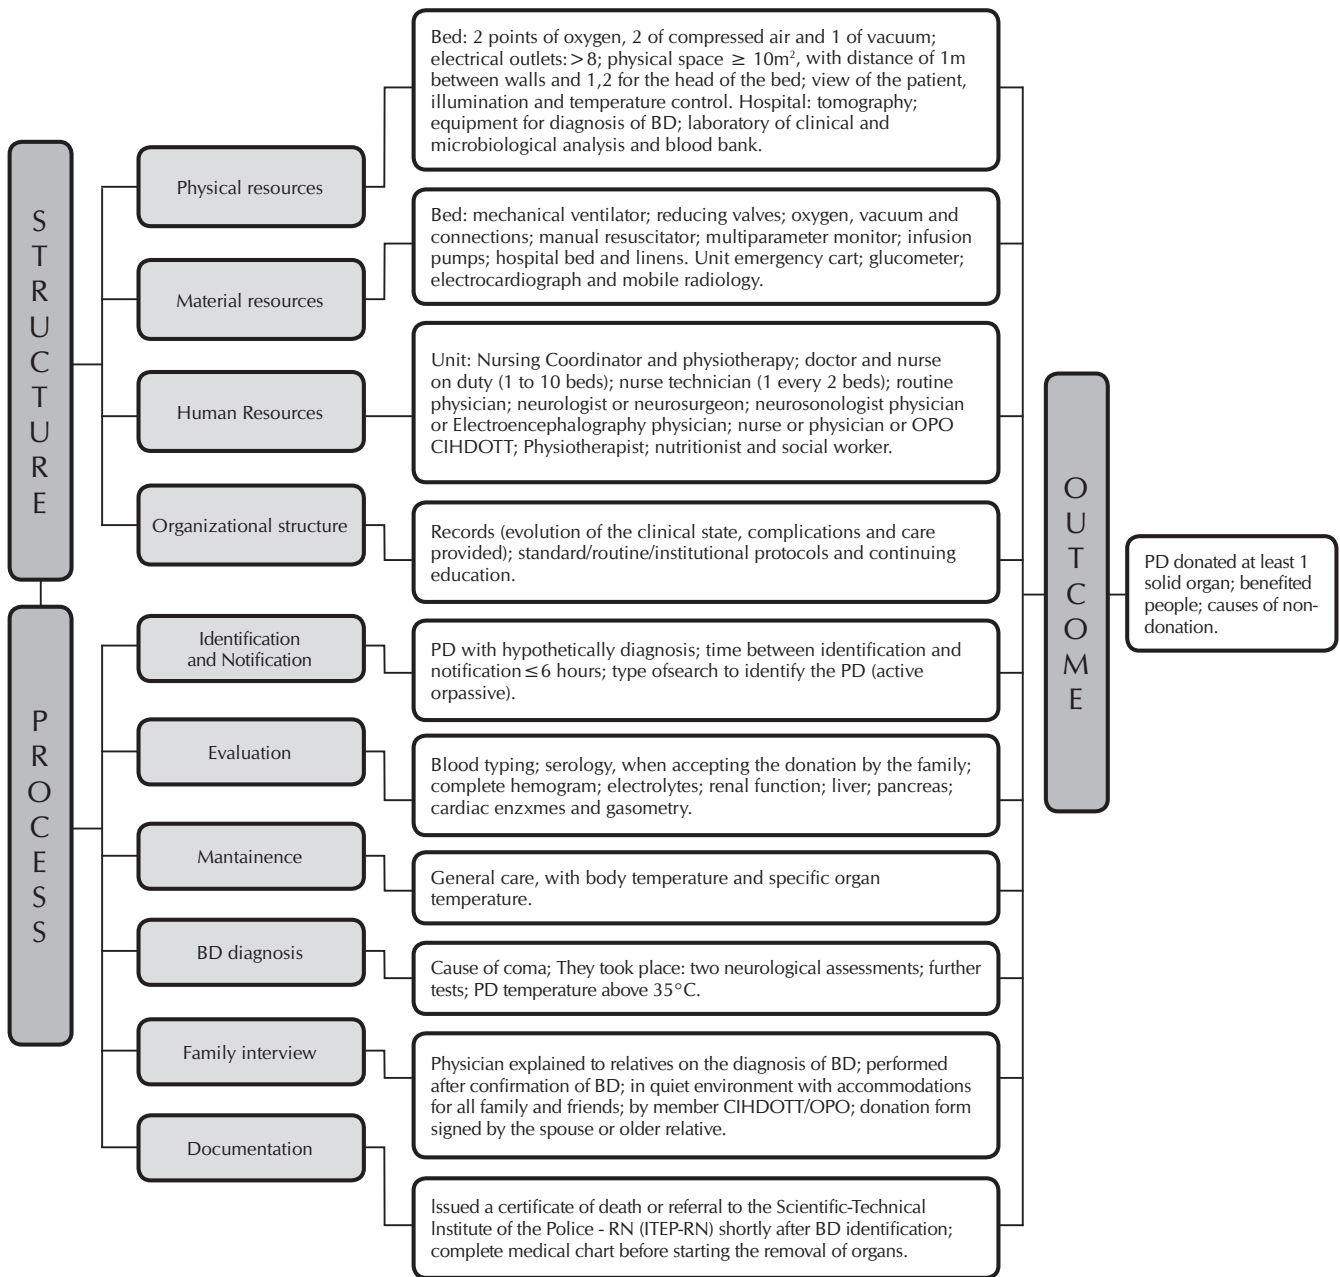 STRUCTURE
Physical resources
Bed: 2 points of oxygen, 2 of compressed air and 1 of vacuum;
electrical outlets: > 8; physical space ≥ 10m², with distance of 1m
between walls and 1,2 for the head of the bed; view of the patient,
illumination and temperature control. Hospital: tomography;
equipment for diagnosis of BD; laboratory of clinical and
microbiological analysis and blood bank.
Material resources
Bed: mechanical ventilator; reducing valves; oxygen, vacuum and
connections; manual resuscitator; multiparameter monitor; infusion
pumps; hospital bed and linens. Unit emergency cart; glucometer;
electrocardiograph and mobile radiology.
Human Resources
Unit: Nursing Coordinator and physiotherapy; doctor and nurse
on duty (1 to 10 beds); nurse technician (1 every 2 beds); routine
physician; neurologist or neurosurgeon; neurosonologist physician
or Electroencephalography physician; nurse or physician or OPO
CIHDOTT; Physiotherapist; nutritionist and social worker.
Organizational structure
Records (evolution of the clinical state, complications and care
provided); standard/routine/institutional protocols and continuing
education.
PROCESS
Identification
and Notification
PD with hypothetically diagnosis; time between identification and
notification ≤ 6 hours; type ofsearch to identify the PD (active
orpassive).
Evaluation
Blood typing; serology, when accepting the donation by the family;
complete hemogram; electrolytes; renal function; liver; pancreas;
cardiac enzxmes and gasometry.
Mantainence
General care, with body temperature and specific organ
temperature.
BD diagnosis
Cause of coma; They took place: two neurological assessments; further
tests; PD temperature above 35°C.
Family interview
Physician explained to relatives on the diagnosis of BD; performed
after confirmation of BD; in quiet environment with accommodations
for all family and friends; by member CIHDOTT/OPO; donation form
signed by the spouse or older relative.
Documentation
Issued a certificate of death or referral to the Scientific-Technical
Institute of the Police - RN (ITEP-RN) shortly after BD identification;
complete medical chart before starting the removal of organs.
OUTCOME
PD donated at least 1
solid organ; benefited
people; causes of non-
donation.